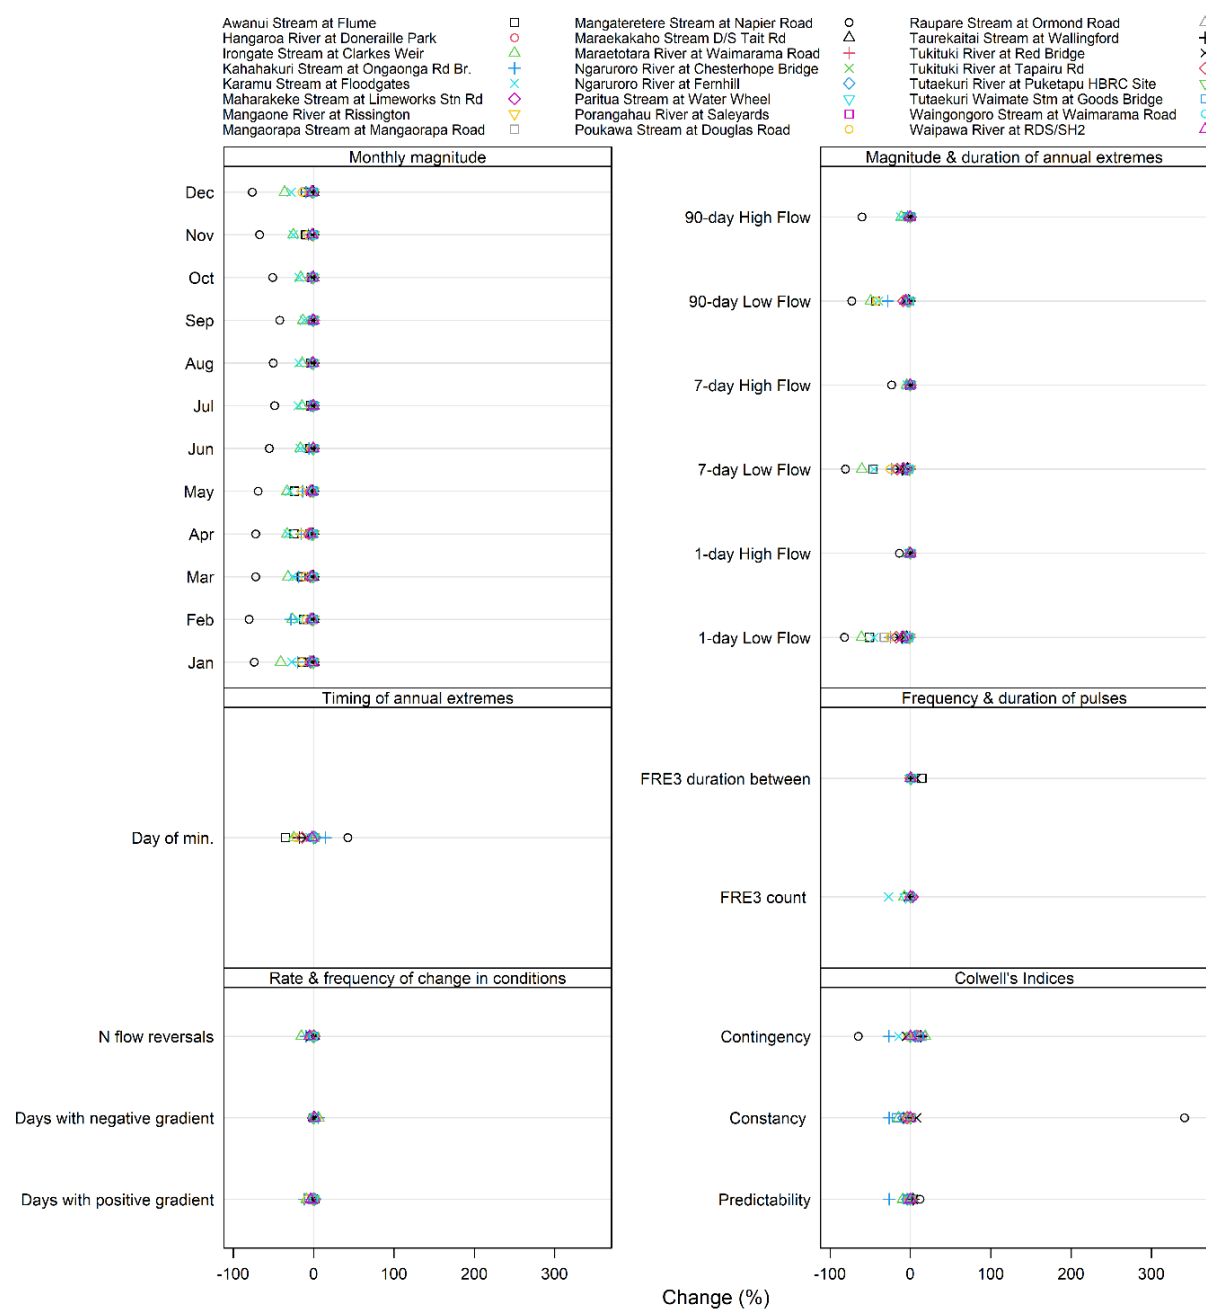 Awanui Stream at Flume
Hangaroa River at Doneraille Park
Irongate Stream at Clarkes Weir
Kahahakuri Stream at Ongaonga Rd Br.
Karamu Stream at Floodgates
Maharakeke Stream at Limeworks Stn Rd
Mangaone River at Rissington
Mangaorapa Stream at Mangaorapa Road
Mangateretere Stream at Napier Road
Maraekakaho Stream D/S Tait Rd
Maraetotara River at Waimarama Road
Ngaruroro River at Chesterhope Bridge
Ngaruroro River at Fernhill
Paritua Stream at Water Wheel
Porangahau River at Saleyards
Poukawa Stream at Douglas Road
Raupare Stream at Ormond Road
Taurekaitai Stream at Wallingford
Tukituki River at Red Bridge
Tukituki River at Tapairu Rd
Tutaekuri River at Puketapu HBRC Site
Tutaekuri Waimate Stm at Goods Bridge
Waingongoro Stream at Waimarama Road
Waipawa River at RDS/SH2
Monthly magnitude
Dec
Nov
Oct
Sep
Aug
Jul
Jun
May
Apr
Mar
Feb
Jan
Timing of annual extremes
Day of min.
Rate & frequency of change in conditions
N flow reversals
Days with negative gradient
Days with positive gradient
-100 0 100 200 300
Magnitude & duration of annual extremes
90-day High Flow
90-day Low Flow
7-day High Flow
7-day Low Flow
1-day High Flow
1-day Low Flow
Frequency & duration of pulses
FRE3 duration between
FRE3 count
Colwell's Indices
Contingency
Constancy
Predictability
-100 0 100 200 300
Change (%)